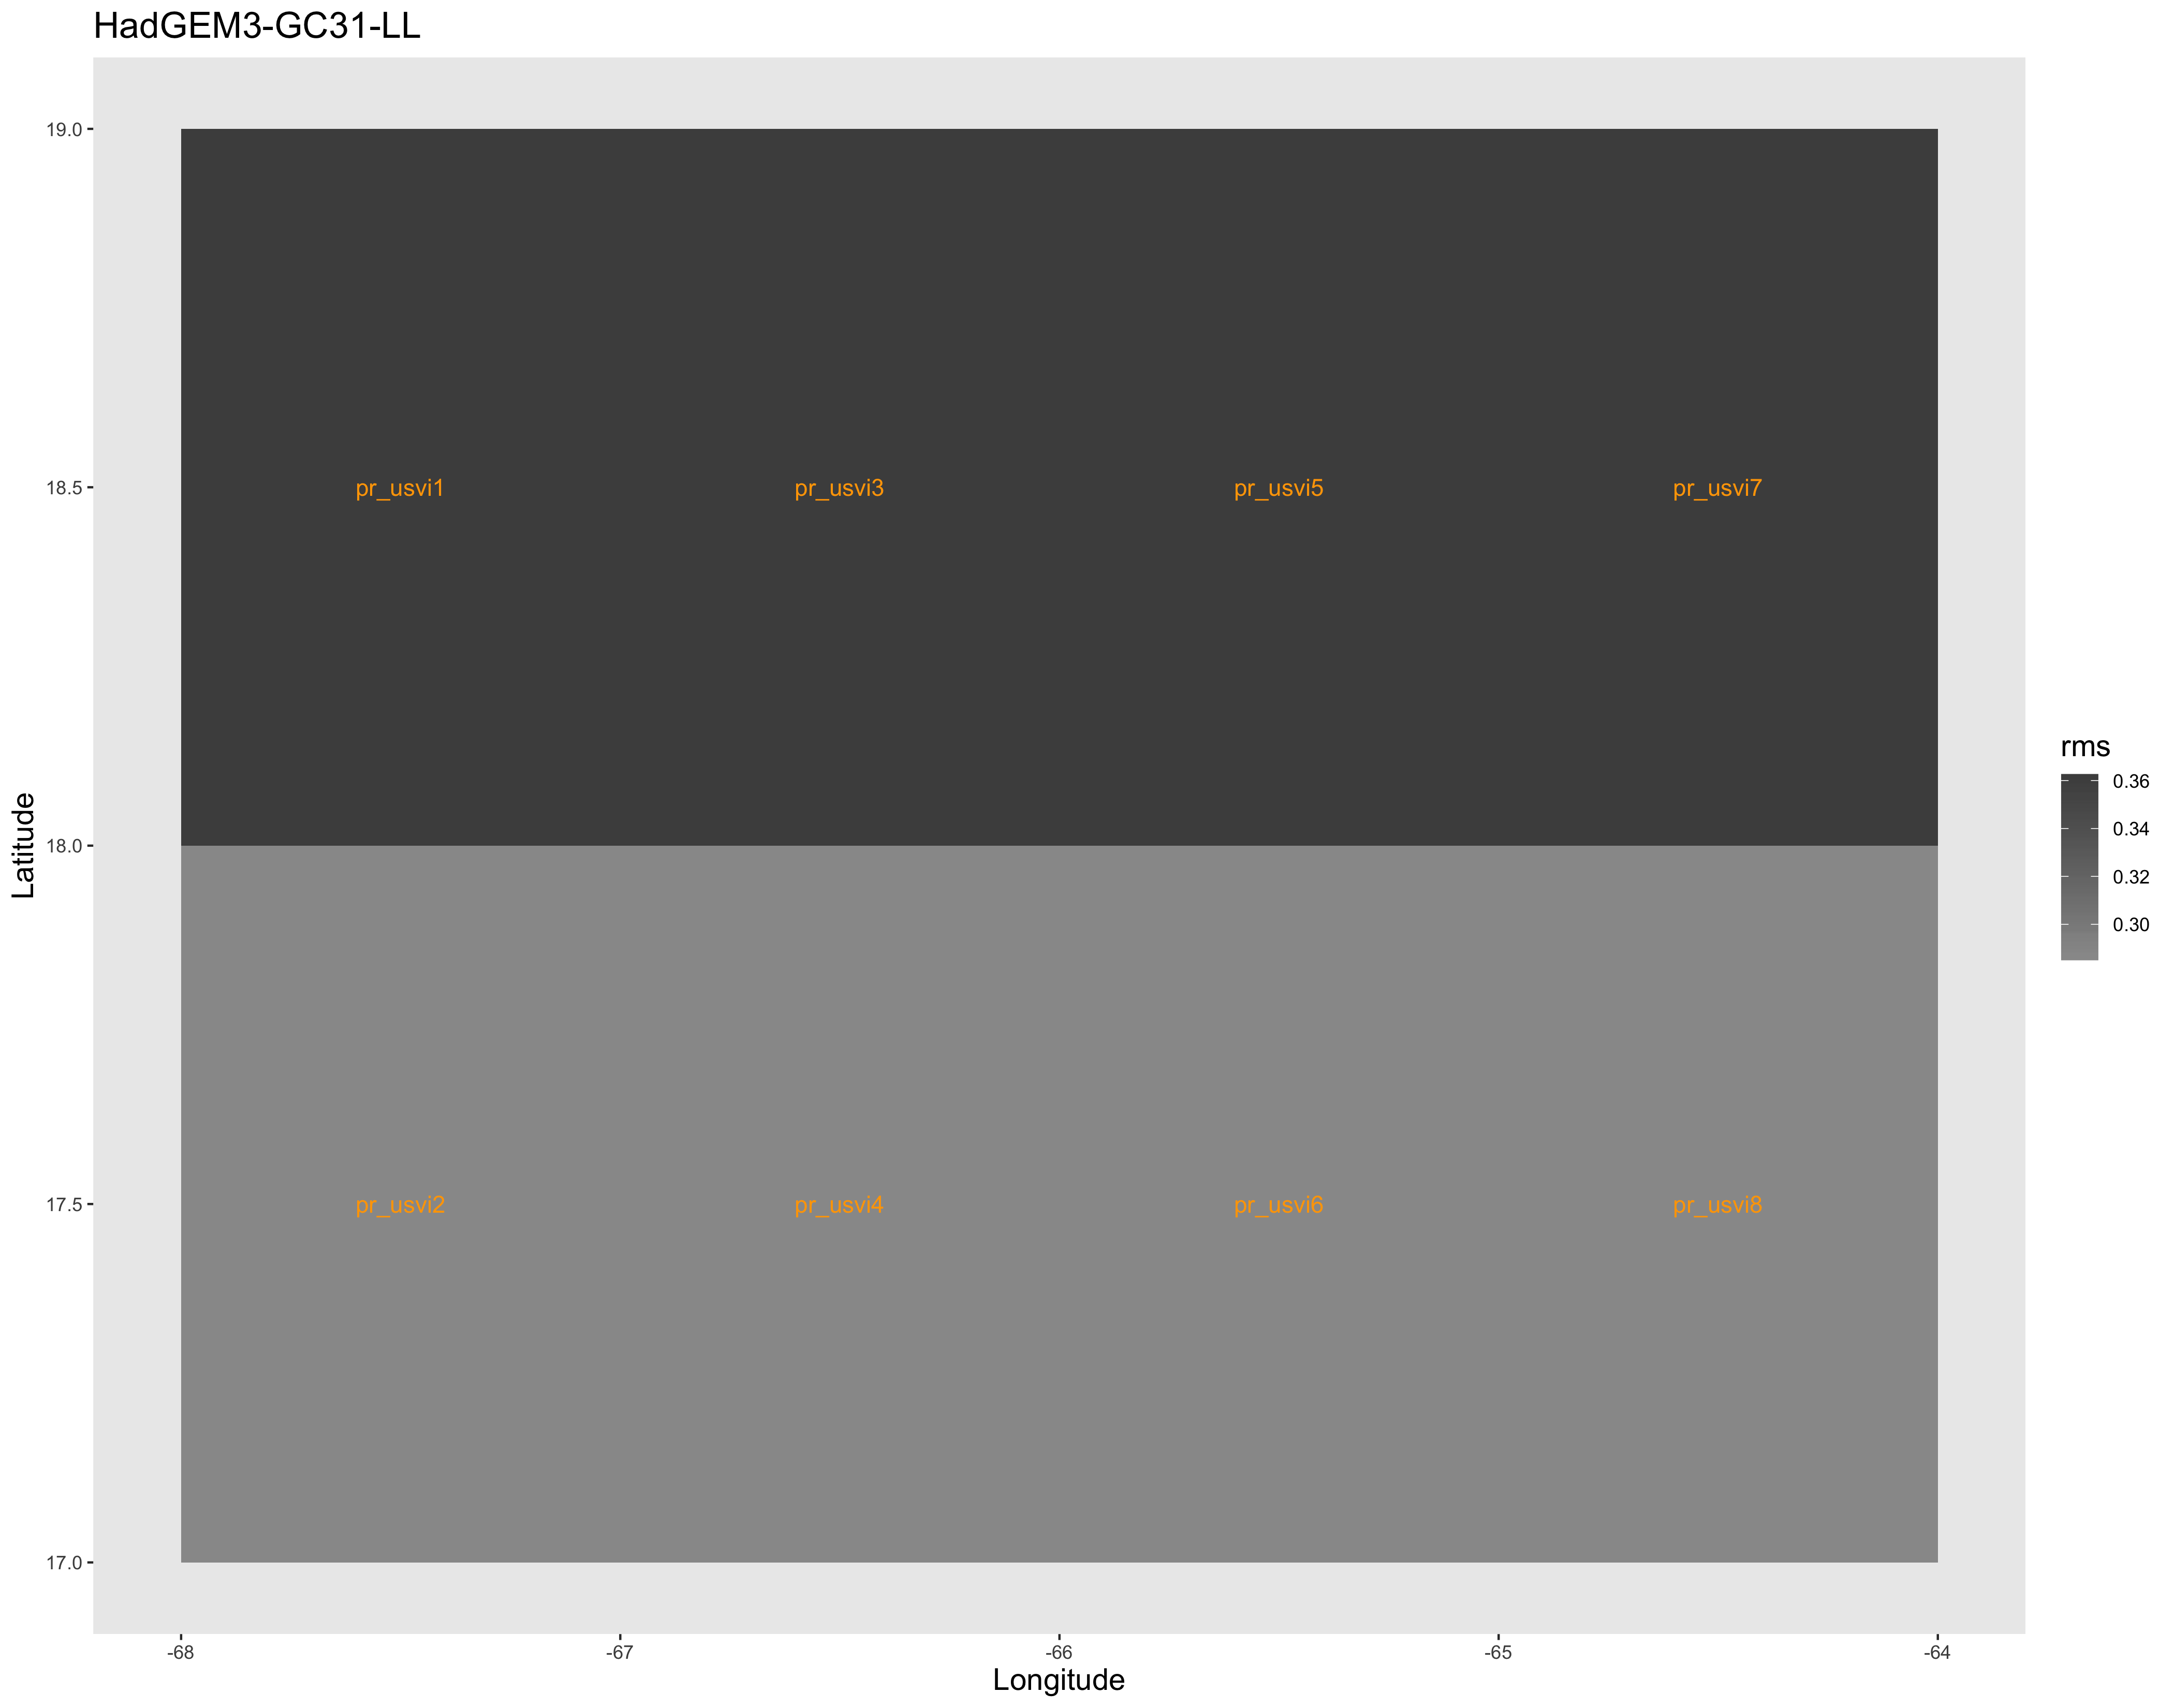 HadGEM3-GC31-LL
19.0
18.5
18.0
17.5
17.0
Latitude
pr_usvi1 pr_usvi3 pr_usvi5 pr_usvi7
pr_usvi2 pr_usvi4 pr_usvi6 pr_usvi8
-68 -67 -66 -65 -64
Longitude
rms
0.36
0.34
0.32
0.30